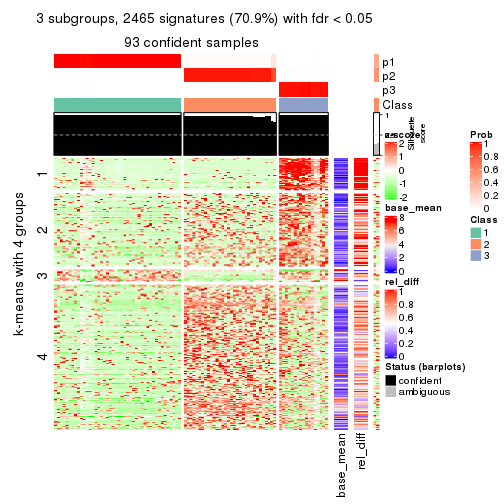 3 subgroups, 2465 signatures (70.9%) with fdr < 0.05
93 confident samples
p1
p2
p3
Class
1
Silhouette
score
k-means with 4 groups
1
2
3
4
base_mean
rel_diff
z-score
2
1
0
-1
-2
base_mean
8
6
4
2
0
rel_diff
1
0.8
0.6
0.4
0.2
0
Status (barplots)
confident
ambiguous
Prob
1
0.8
0.6
0.4
0.2
0
Class
1
2
3